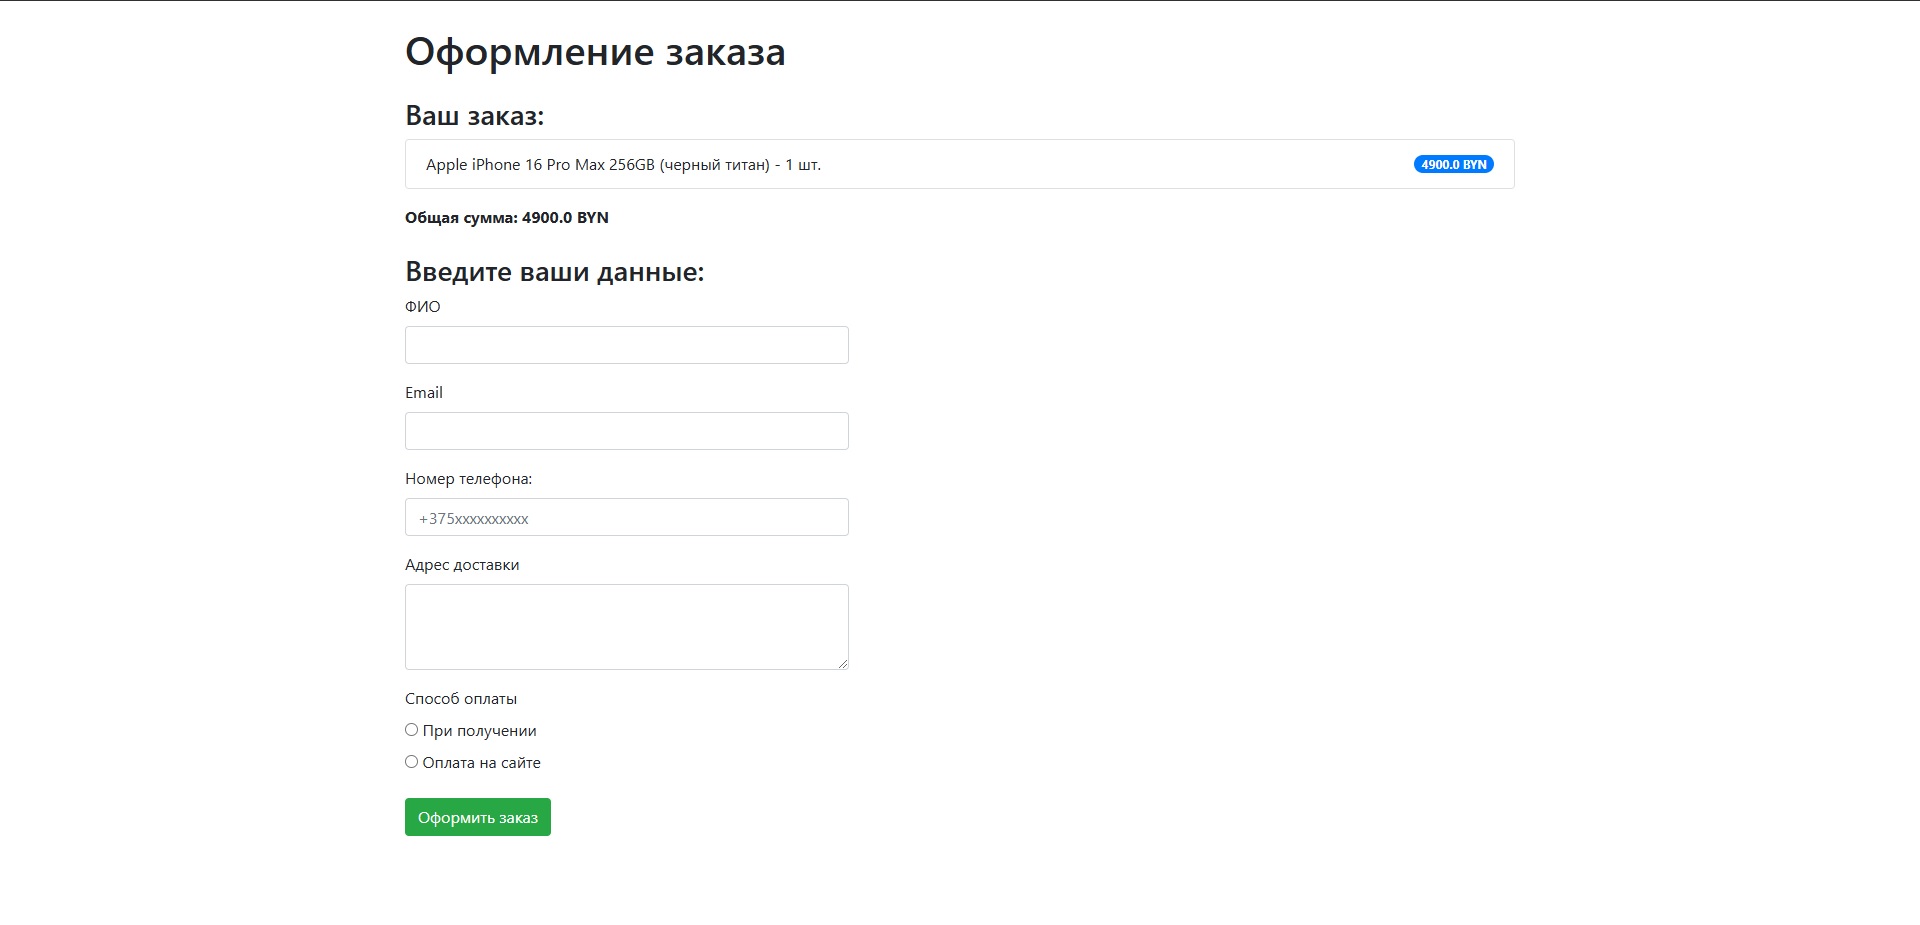 Оформление заказа
Ваш заказ:
Apple iPhone 16 Pro Max 256GB (черный титан) - 1 шт. 4900.0 BYN
Общая сумма: 4900.0 BYN
Введите ваши данные:
ФИО
Email
Номер телефона:
+375xxxxxxxxxx
Адрес доставки
Способ оплаты
При получении
Оплата на сайте
Оформить заказ